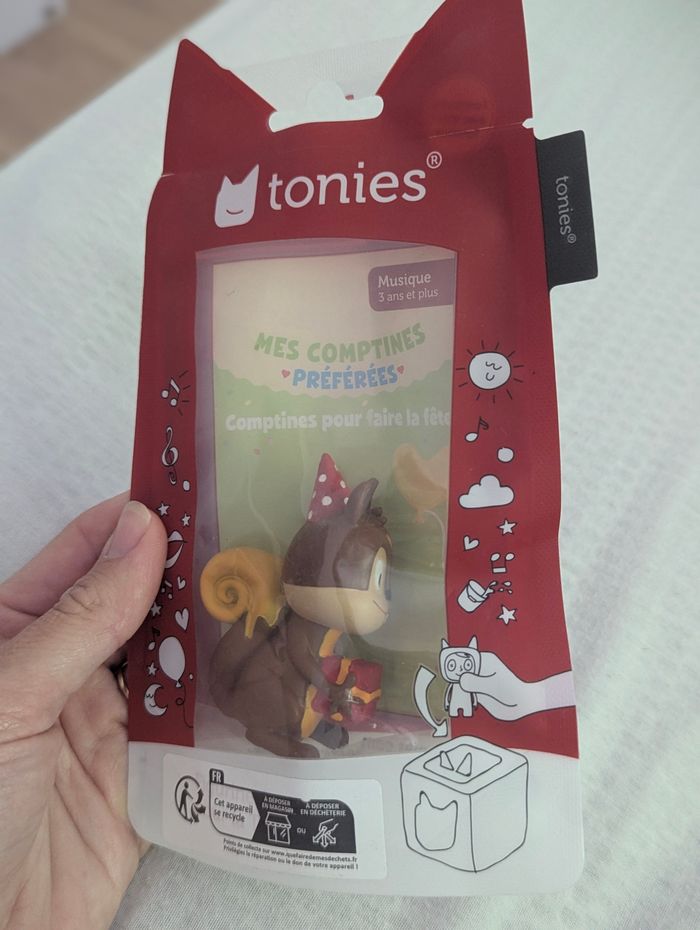 tonies®
tonies®
Musique
3 ans et plus
MES COMPTINES
PRÉFÉRÉES
Comptines pour faire la fête
FR
Cet appareil
se recycle
À DÉPOSER
EN MAGASIN
À DÉPOSER
EN DÉCHÈTERIE
OU
Points de collecte sur www.quefairedemesdechets.fr
Privilégiez la réparation ou le don de votre appareil !